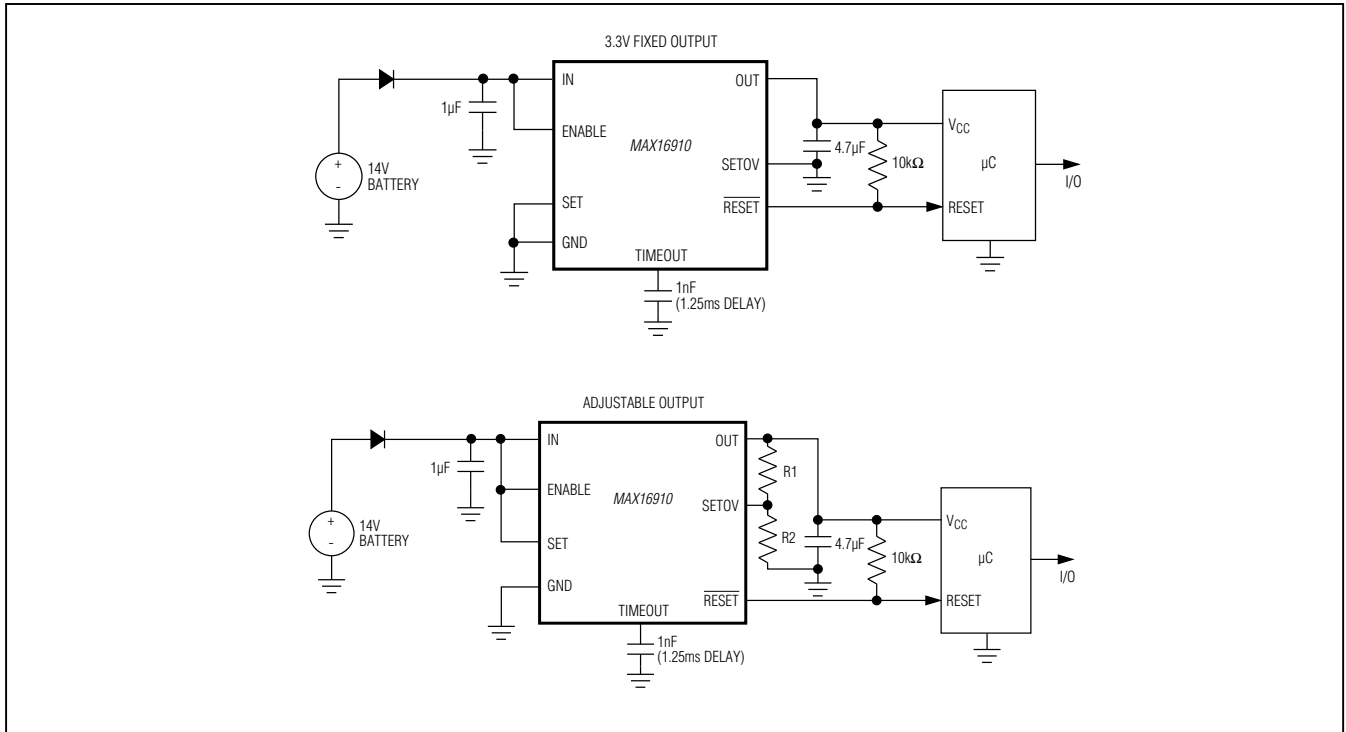 3.3V FIXED OUTPUT
IN
OUT
1µF
ENABLE
MAX16910
4.7µF
10kΩ
VCC
µC
I/O
SETOV
+
-
14V
BATTERY
SET
RESET
RESET
GND
TIMEOUT
1nF
(1.25ms DELAY)
ADJUSTABLE OUTPUT
IN
OUT
1µF
R1
ENABLE
MAX16910
SETOV
VCC
+
-
14V
BATTERY
SET
R2
4.7µF
10kΩ
µC
I/O
GND
RESET
RESET
TIMEOUT
1nF
(1.25ms DELAY)